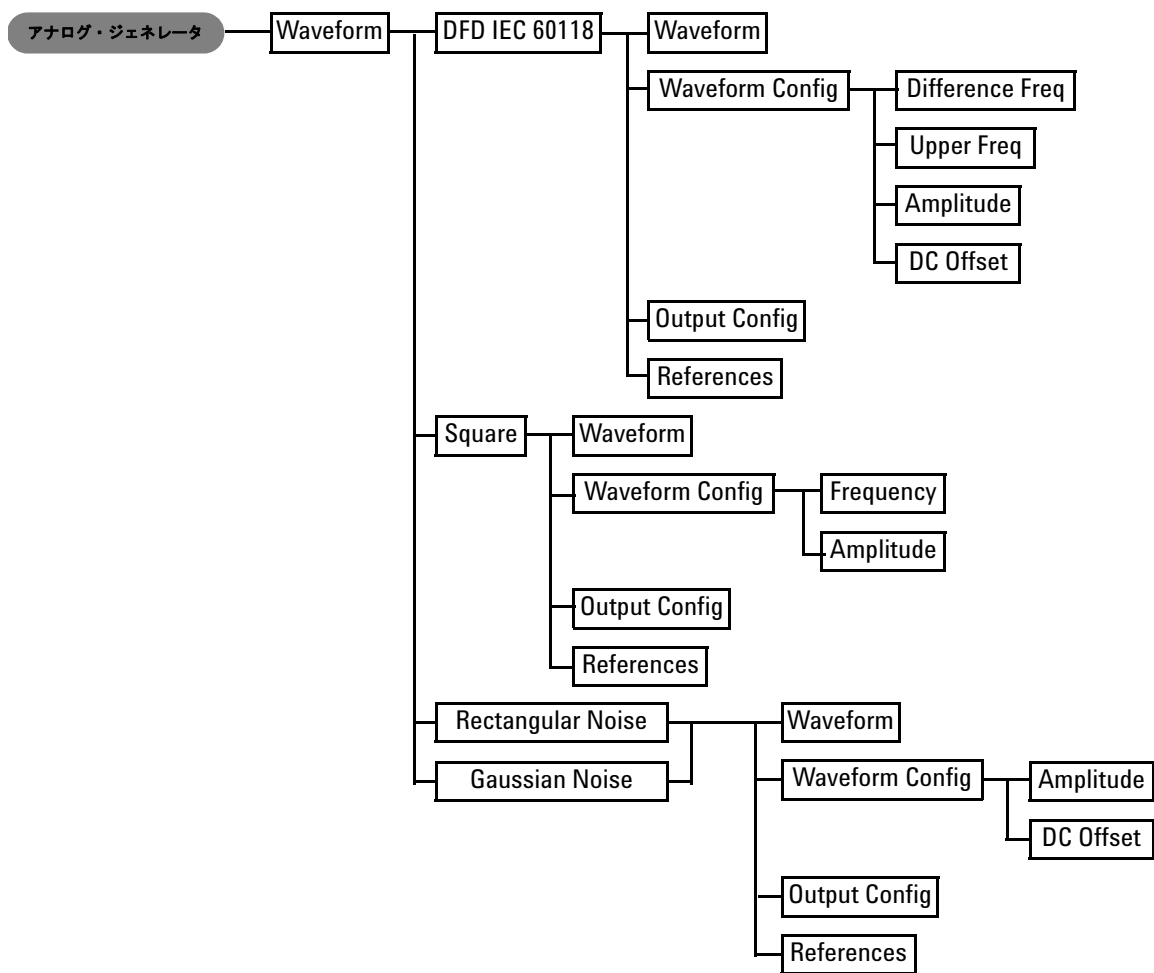 アナログ・ジェネレータ
Waveform
DFD IEC 60118
Waveform
Waveform Config
Difference Freq
Upper Freq
Amplitude
DC Offset
Output Config
References
Square
Waveform
Waveform Config
Frequency
Amplitude
Output Config
References
Rectangular Noise
Gaussian Noise
Waveform
Waveform Config
Amplitude
DC Offset
Output Config
References